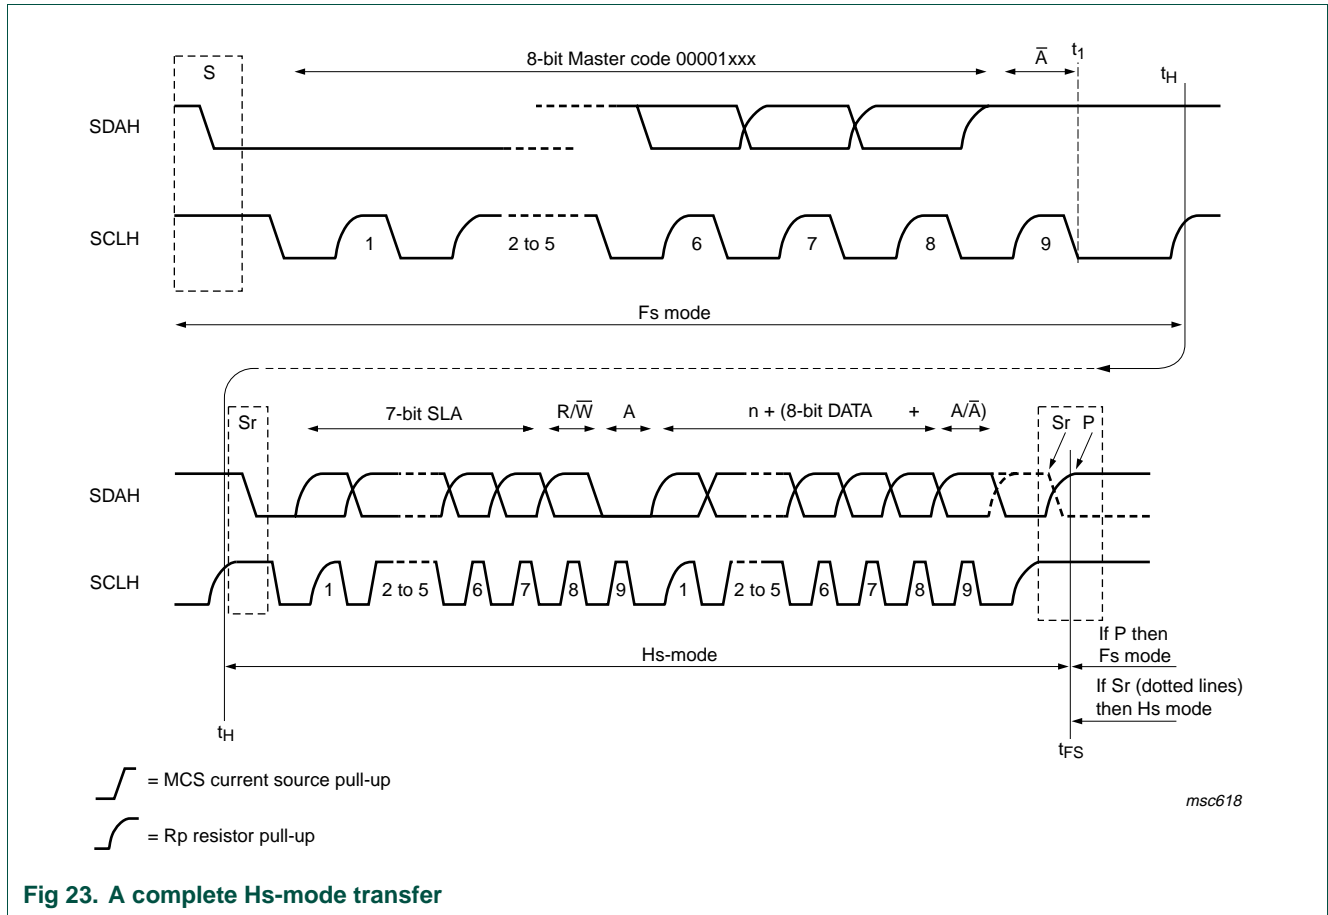 S
8-bit Master code 00001xxx
A̅
t1
tH
SDAH
SCLH
1
2 to 5
6
7
8
9
Fs mode
Sr
7-bit SLA
R/W̅
A
n + (8-bit DATA + A/A̅)
Sr P
SDAH
SCLH
1
2 to 5
6
7
8
9
1
2 to 5
6
7
8
9
If P then
Fs mode
Hs-mode
If Sr (dotted lines)
then Hs mode
tH
tFS
= MCS current source pull-up
msc618
= Rp resistor pull-up
Fig 23. A complete Hs-mode transfer